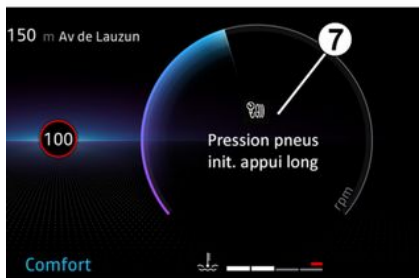 150 m Av de Lauzun
7
100
Pression pneus
init. appui long
rpm
Comfort